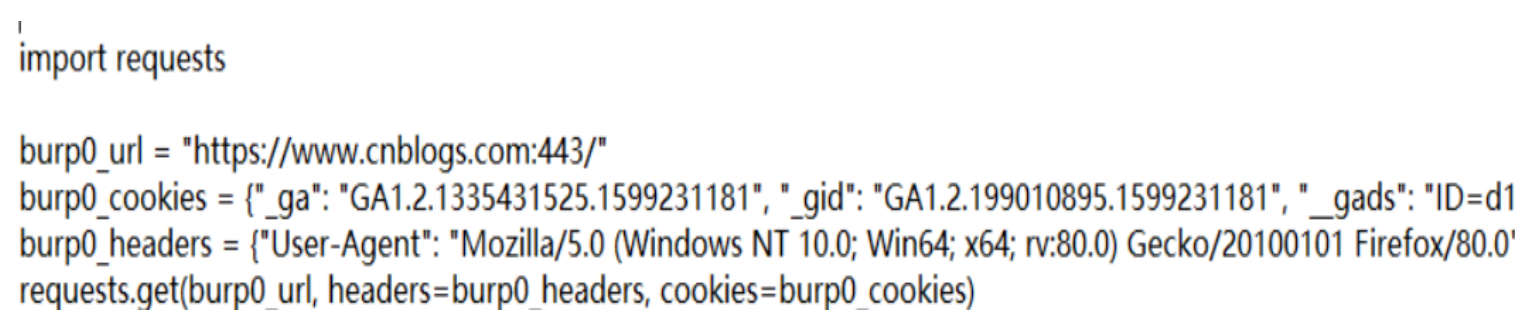 import requests
burp0_url = "https://www.cnblogs.com:443/"
burp0_cookies = {"_ga": "GA1.2.1335431525.1599231181", "_gid": "GA1.2.199010895.1599231181", "__gads": "ID=d1
burp0_headers = {"User-Agent": "Mozilla/5.0 (Windows NT 10.0; Win64; x64; rv:80.0) Gecko/20100101 Firefox/80.0"
requests.get(burp0_url, headers=burp0_headers, cookies=burp0_cookies)